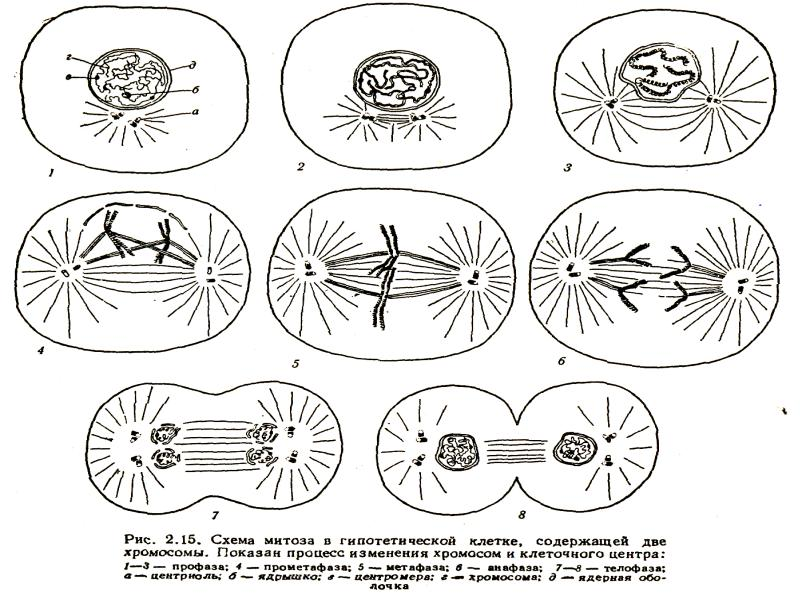 г
в
д
б
а
1
2
3
4
5
6
7
8
Рис. 2.15. Схема митоза в гипотетической клетке, содержащей две
хромосомы. Показан процесс изменения хромосом и клеточного центра:
1—3 — профаза; 4 — прометафаза; 5 — метафаза; 6 — анафаза; 7—8 — телофаза;
а — центриоль; б — ядрышко; в — центромера; г — хромосома; д — ядерная обо-
лочка